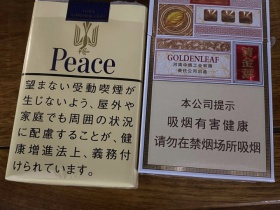 Peace
望まない受動喫煙が
生じないよう、屋外や
家庭でも周囲の状況
に配慮することが、健
康増進法上、義務付
けられています。
GOLDENLEAF
黄金叶
本公司提示
吸烟有害健康
请勿在禁烟场所吸烟